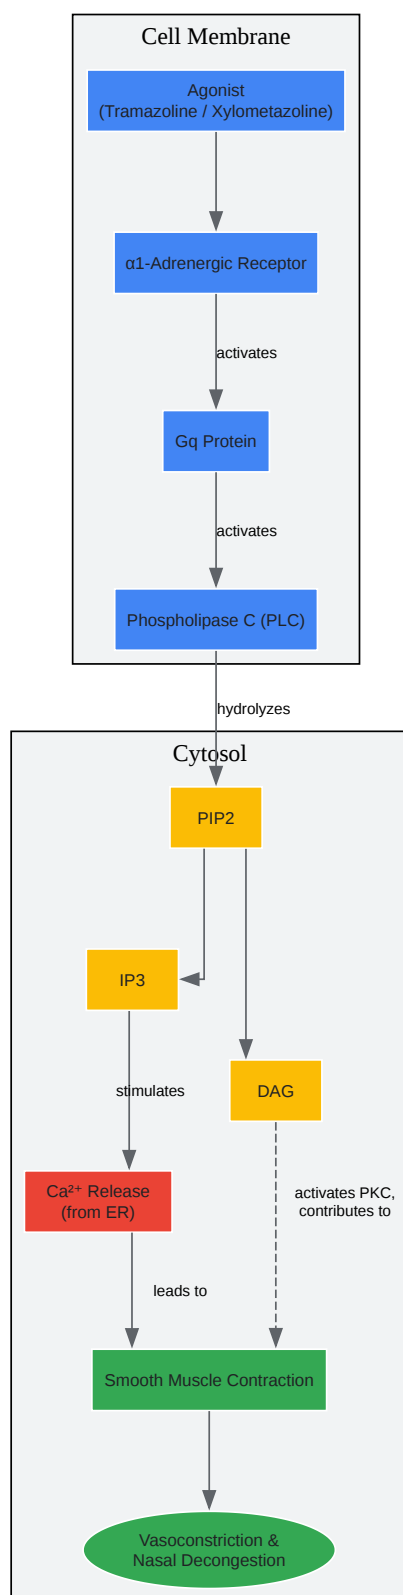 Cell Membrane
Agonist
(Tramazoline / Xylometazoline)
α1-Adrenergic Receptor
activates
Gq Protein
activates
Phospholipase C (PLC)
hydrolyzes
Cytosol
PIP2
IP3
DAG
stimulates
Ca²⁺ Release
(from ER)
activates PKC,
contributes to
leads to
Smooth Muscle Contraction
Vasoconstriction &
Nasal Decongestion